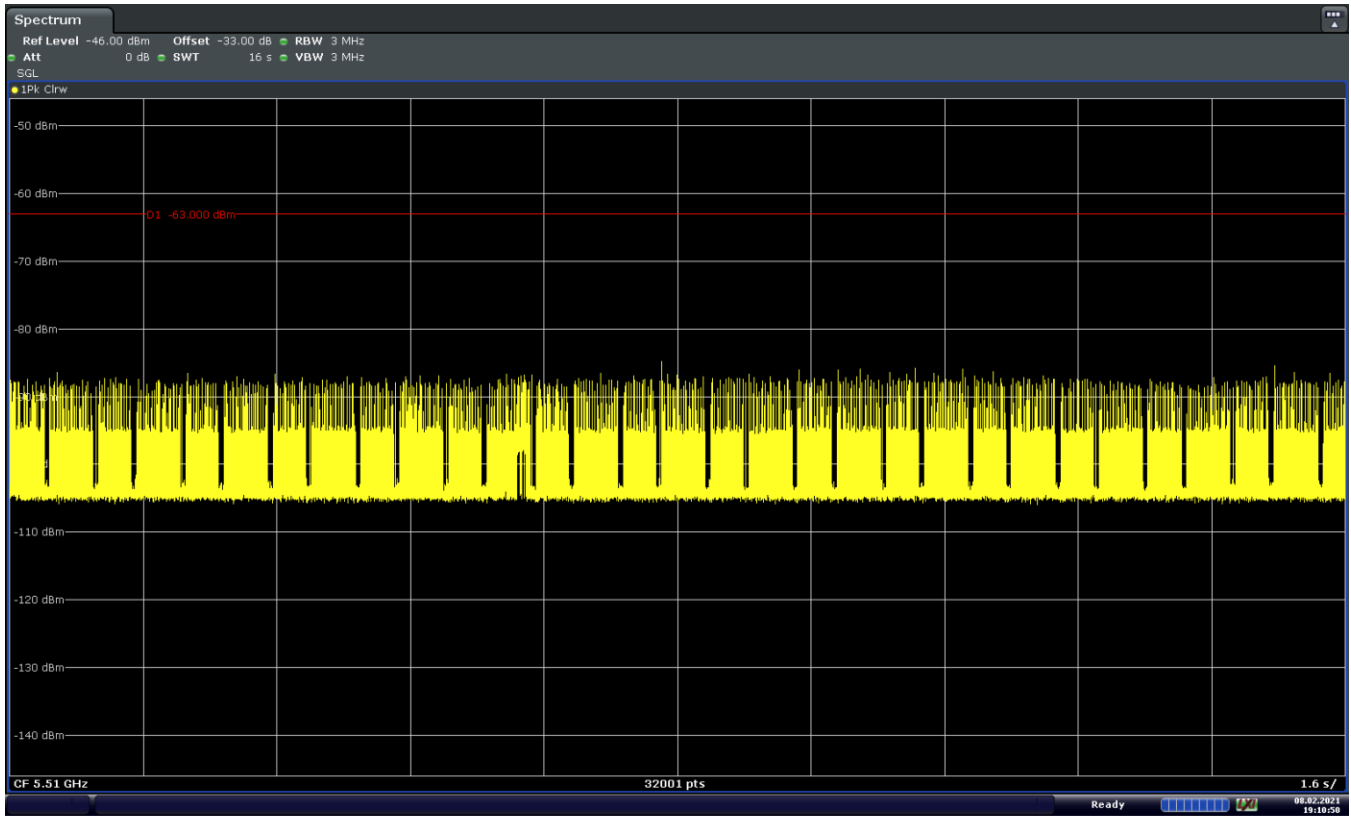 Spectrum
Ref Level -46.00 dBm Offset -33.00 dB RBW 3 MHz
Att 0 dB SWT 16 s VBW 3 MHz
SGL
1Pk Clrw
-50 dBm
-60 dBm
D1 -63.000 dBm
-70 dBm
-80 dBm
-110 dBm
-120 dBm
-130 dBm
-140 dBm
CF 5.51 GHz 32001 pts 1.6 s/
Ready 08.02.2021
19:10:50